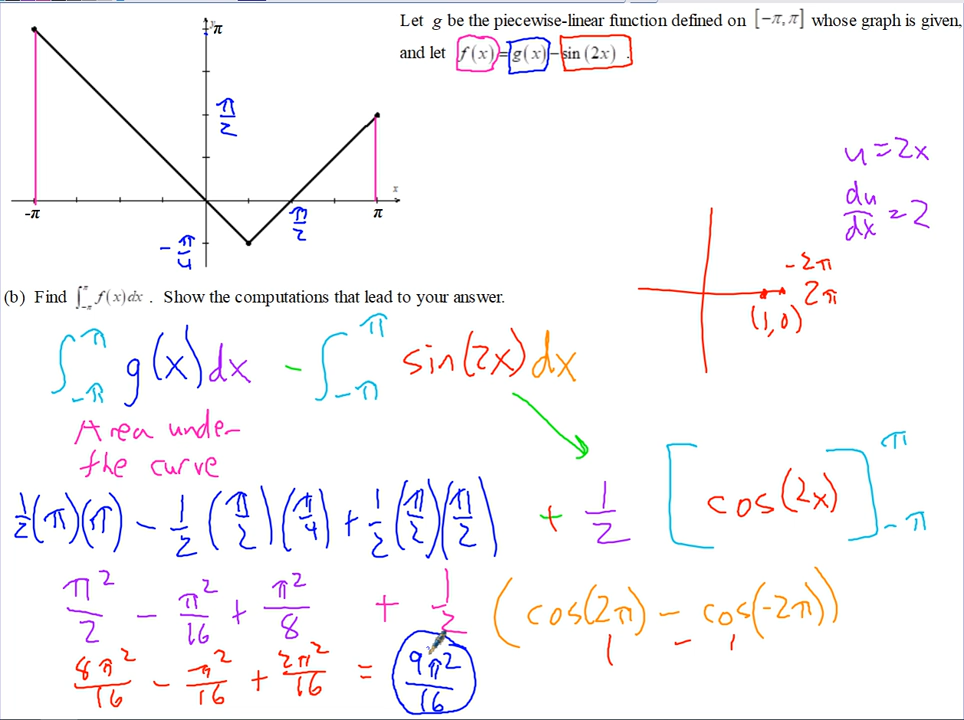 Let g be the piecewise-linear function defined on [−π, π] whose graph is given,
and let f(x)=g(x)−sin(2x).
y
π
π/2
x
-π
π/2
π
-π/4
u=2x
du/dx = 2
-2π
2π
(1,0)
(b) Find ∫_{-π}^{π} f(x)dx. Show the computations that lead to your answer.
∫_{-π}^{π} g(x)dx - ∫_{-π}^{π} sin(2x)dx
Area under
the curve
1/2(π)(π) - 1/2(π/2)(π/4) + 1/2(π/2)(π/2) + 1/2 [cos(2x)]_{-π}^{π}
π²/2 - π²/16 + π²/8 + 1/2 (cos(2π) - cos(-2π))
1 - 1
8π²/16 - π²/16 + 2π²/16 = 9π²/16